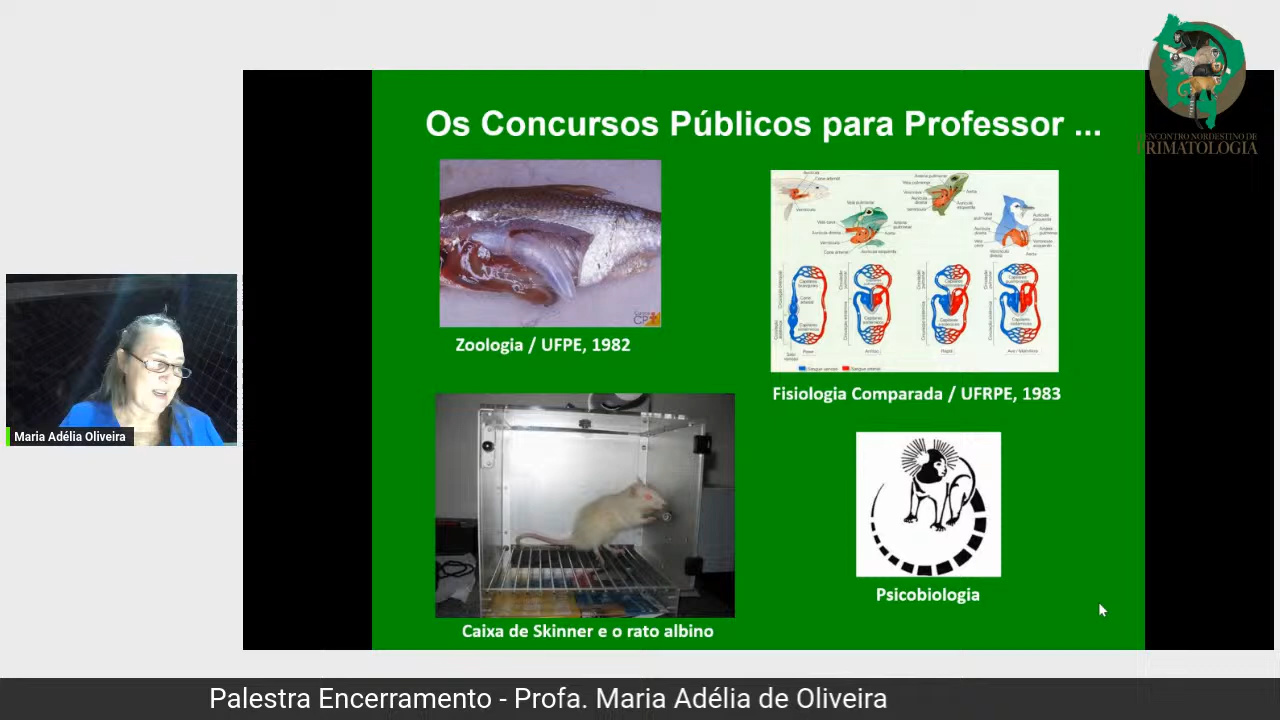 ENCONTRO NORDESTINO DE
PRIMATOLOGIA
Os Concursos Públicos para Professor ...
CPT
Zoologia / UFPE, 1982
Fisiologia Comparada / UFRPE, 1983
Maria Adélia Oliveira
Caixa de Skinner e o rato albino
Psicobiologia
Palestra Encerramento - Profa. Maria Adélia de Oliveira